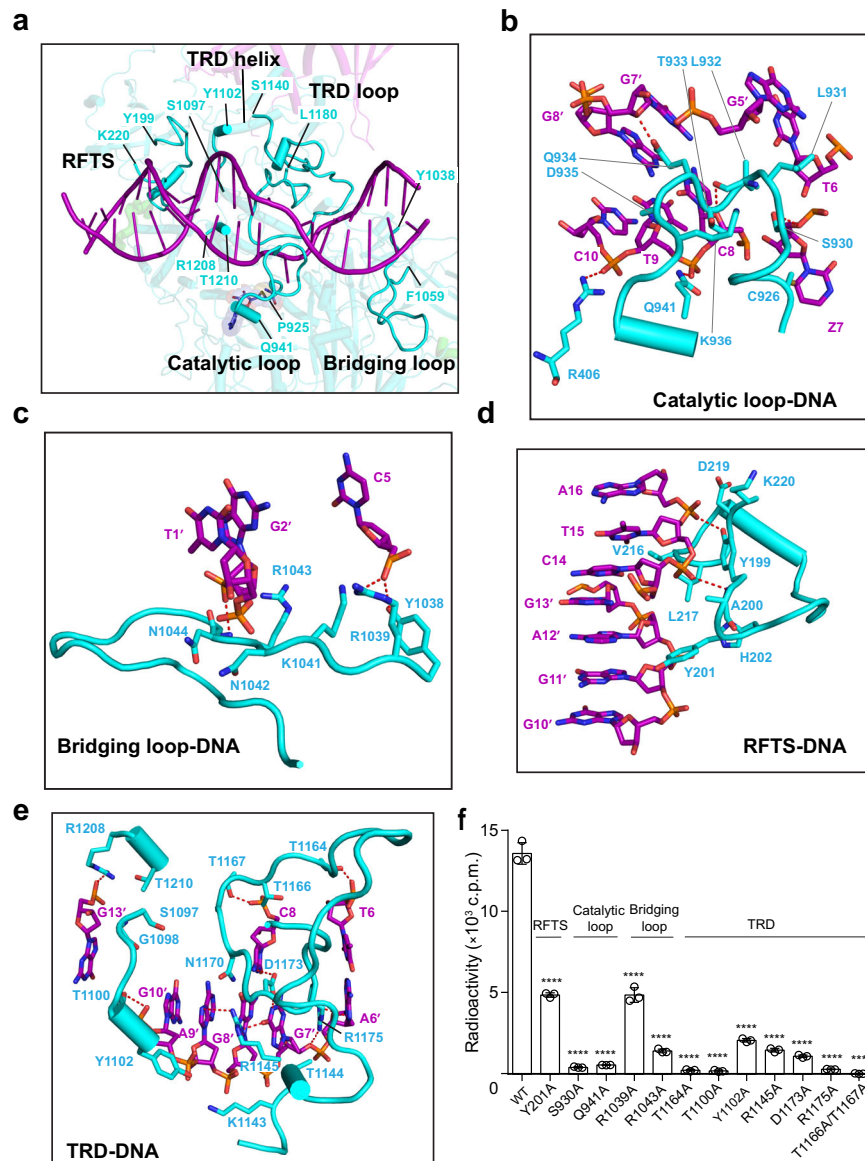 a
TRD helix
Y1102
S1140
TRD loop
S1097
L1180
Y199
K220
RFTS
Y1038
R1208
T1210
F1059
P925
Q941
Catalytic loop
Bridging loop
b
T933 L932
G7′
G5′
L931
G8′
Q934
D935
T6
S930
C10
T9
C8
C926
Q941
Z7
K936
R406
Catalytic loop-DNA
c
C5
T1′
G2′
R1043
Y1038
N1044
R1039
K1041
N1042
Bridging loop-DNA
d
D219
K220
A16
T15
V216
Y199
C14
L217
A200
G13′
A12′
H202
Y201
G11′
G10′
RFTS-DNA
e
R1208
T1164
T1167
T1210
T1166
C8
T6
G13′
S1097
G1098
N1170
D1173
T1100
G10′
A6′
A9′
G8′
G7′
R1175
R1145
Y1102
T1144
K1143
TRD-DNA
f
Radioactivity (×10³ c.p.m.)
15
10
5
0
RFTS
Catalytic
loop
Bridging
loop
TRD
****
****
****
****
****
****
****
****
****
****
****
***
WT
Y201A
S930A
Q941A
R1039A
R1043A
T1164A
T1100A
Y1102A
R1145A
D1173A
R1175A
T1166A/T1167A